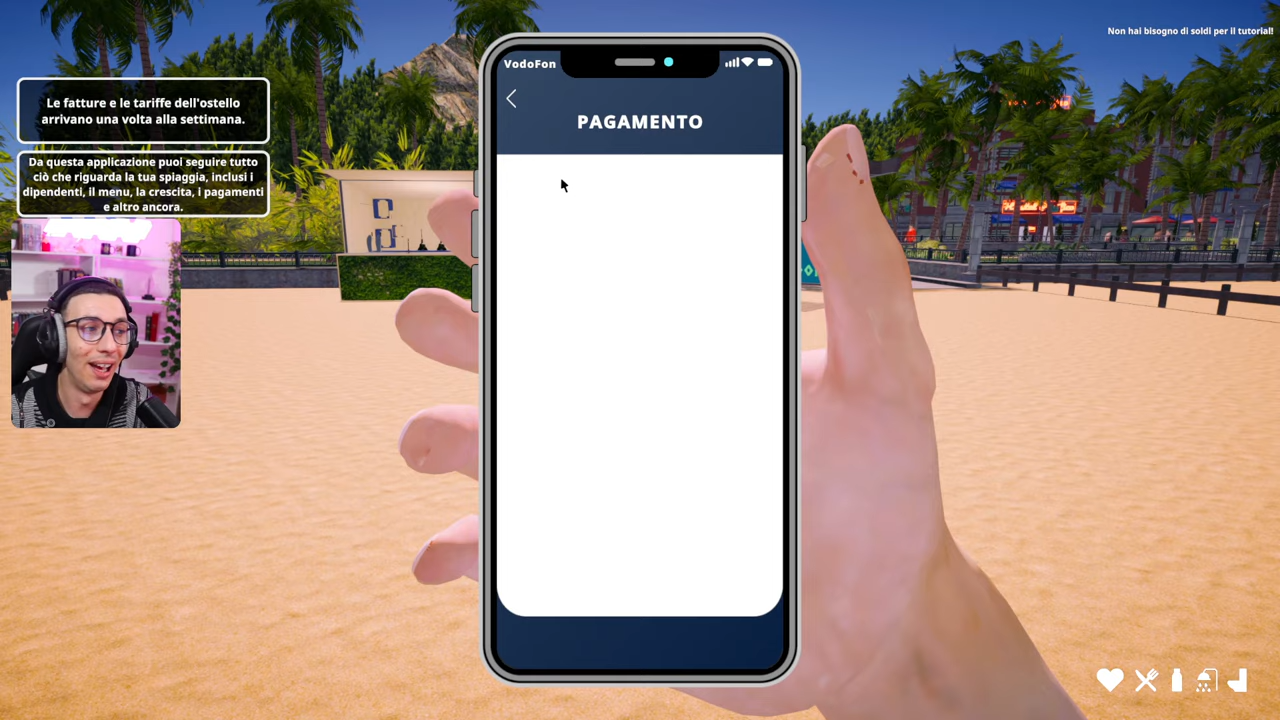 Non hai bisogno di soldi per il tutorial!
VodoFon
PAGAMENTO
Le fatture e le tariffe dell'ostello
arrivano una volta alla settimana.
Da questa applicazione puoi seguire tutto
ciò che riguarda la tua spiaggia, inclusi i
dipendenti, il menu, la crescita, i pagamenti
e altro ancora.